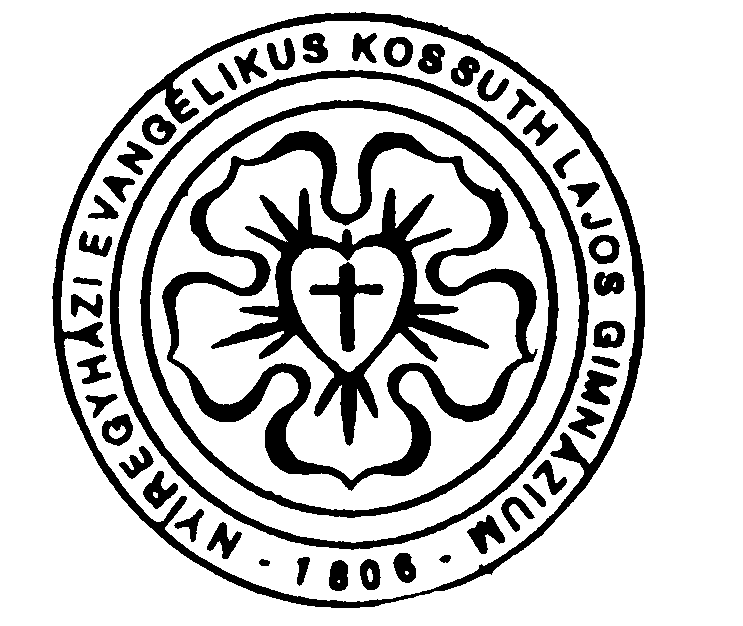 NYÍREGYHÁZI EVANGÉLIKUS KOSSUTH LAJOS GIMNÁZIUM
- 1806 -